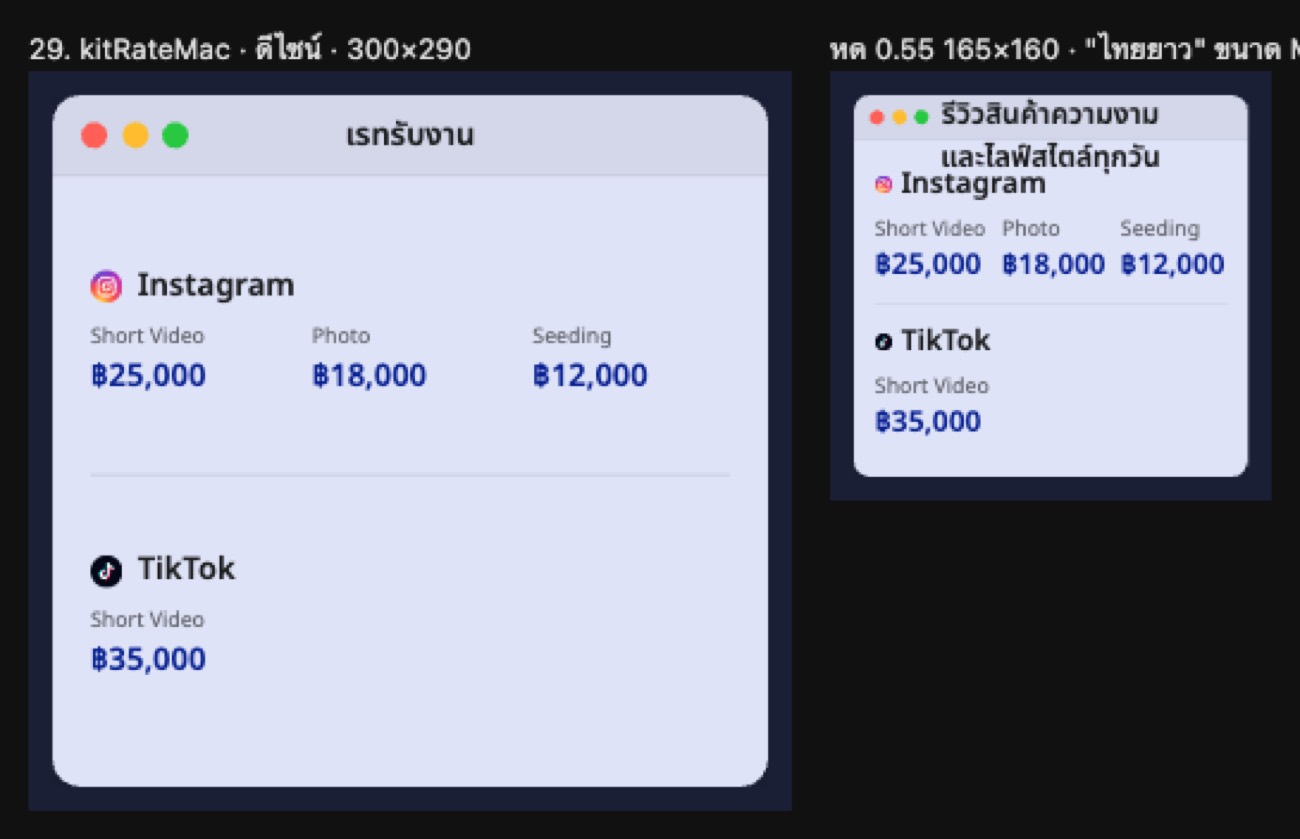 29. kitRateMac · ดีไซน์ · 300×290
เรทรับงาน
Instagram
Short Video Photo Seeding
฿25,000 ฿18,000 ฿12,000
TikTok
Short Video
฿35,000
หด 0.55 165×160 · "ไทยยาว" ขนาด M
รีวิวสินค้าความงาม
และไลฟ์สไตล์ทุกวัน
Instagram
Short Video Photo Seeding
฿25,000 ฿18,000 ฿12,000
TikTok
Short Video
฿35,000